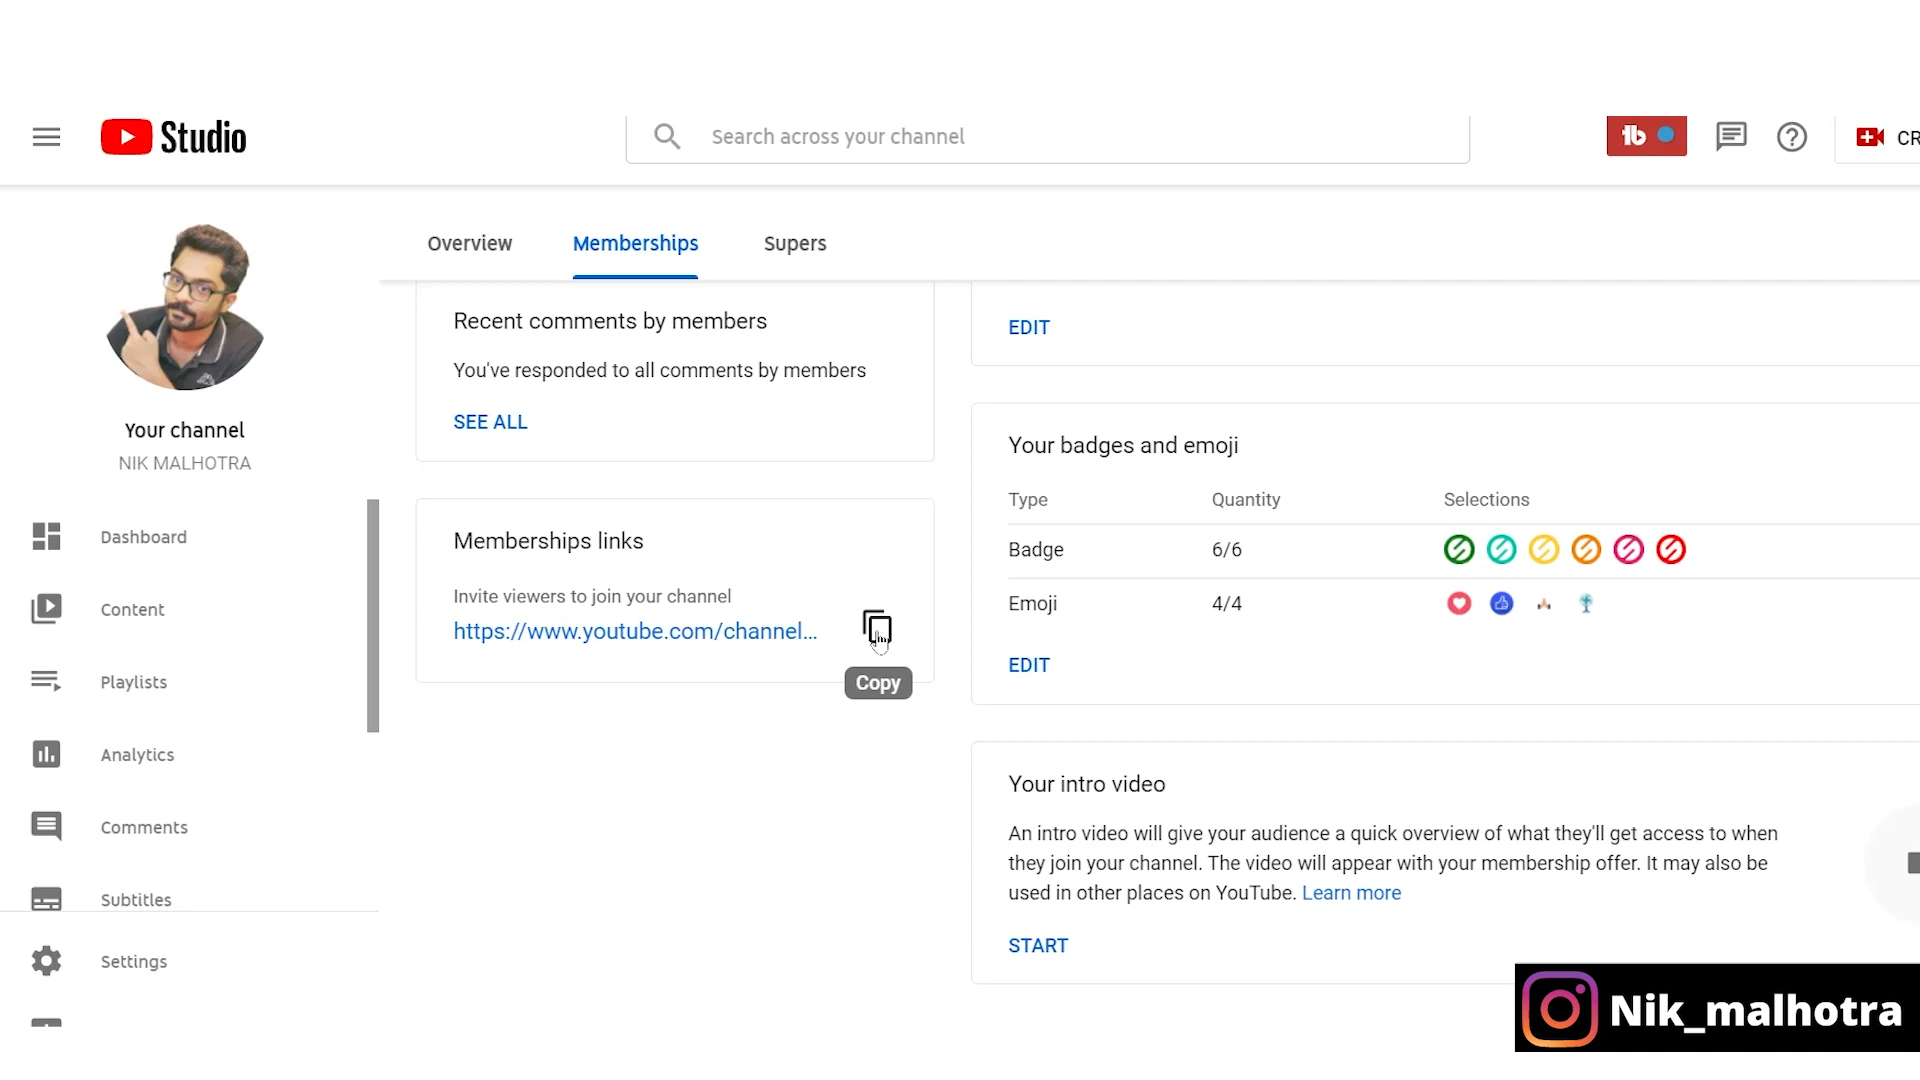 Studio
Search across your channel
CR
Overview
Memberships
Supers
Your channel
NIK MALHOTRA
Dashboard
Content
Playlists
Analytics
Comments
Subtitles
Settings
Recent comments by members
You've responded to all comments by members
SEE ALL
Memberships links
Invite viewers to join your channel
https://www.youtube.com/channel...
Copy
EDIT
Your badges and emoji
Type Quantity Selections
Badge 6/6
Emoji 4/4
EDIT
Your intro video
An intro video will give your audience a quick overview of what they'll get access to when
they join your channel. The video will appear with your membership offer. It may also be
used in other places on YouTube. Learn more
START
Nik_malhotra